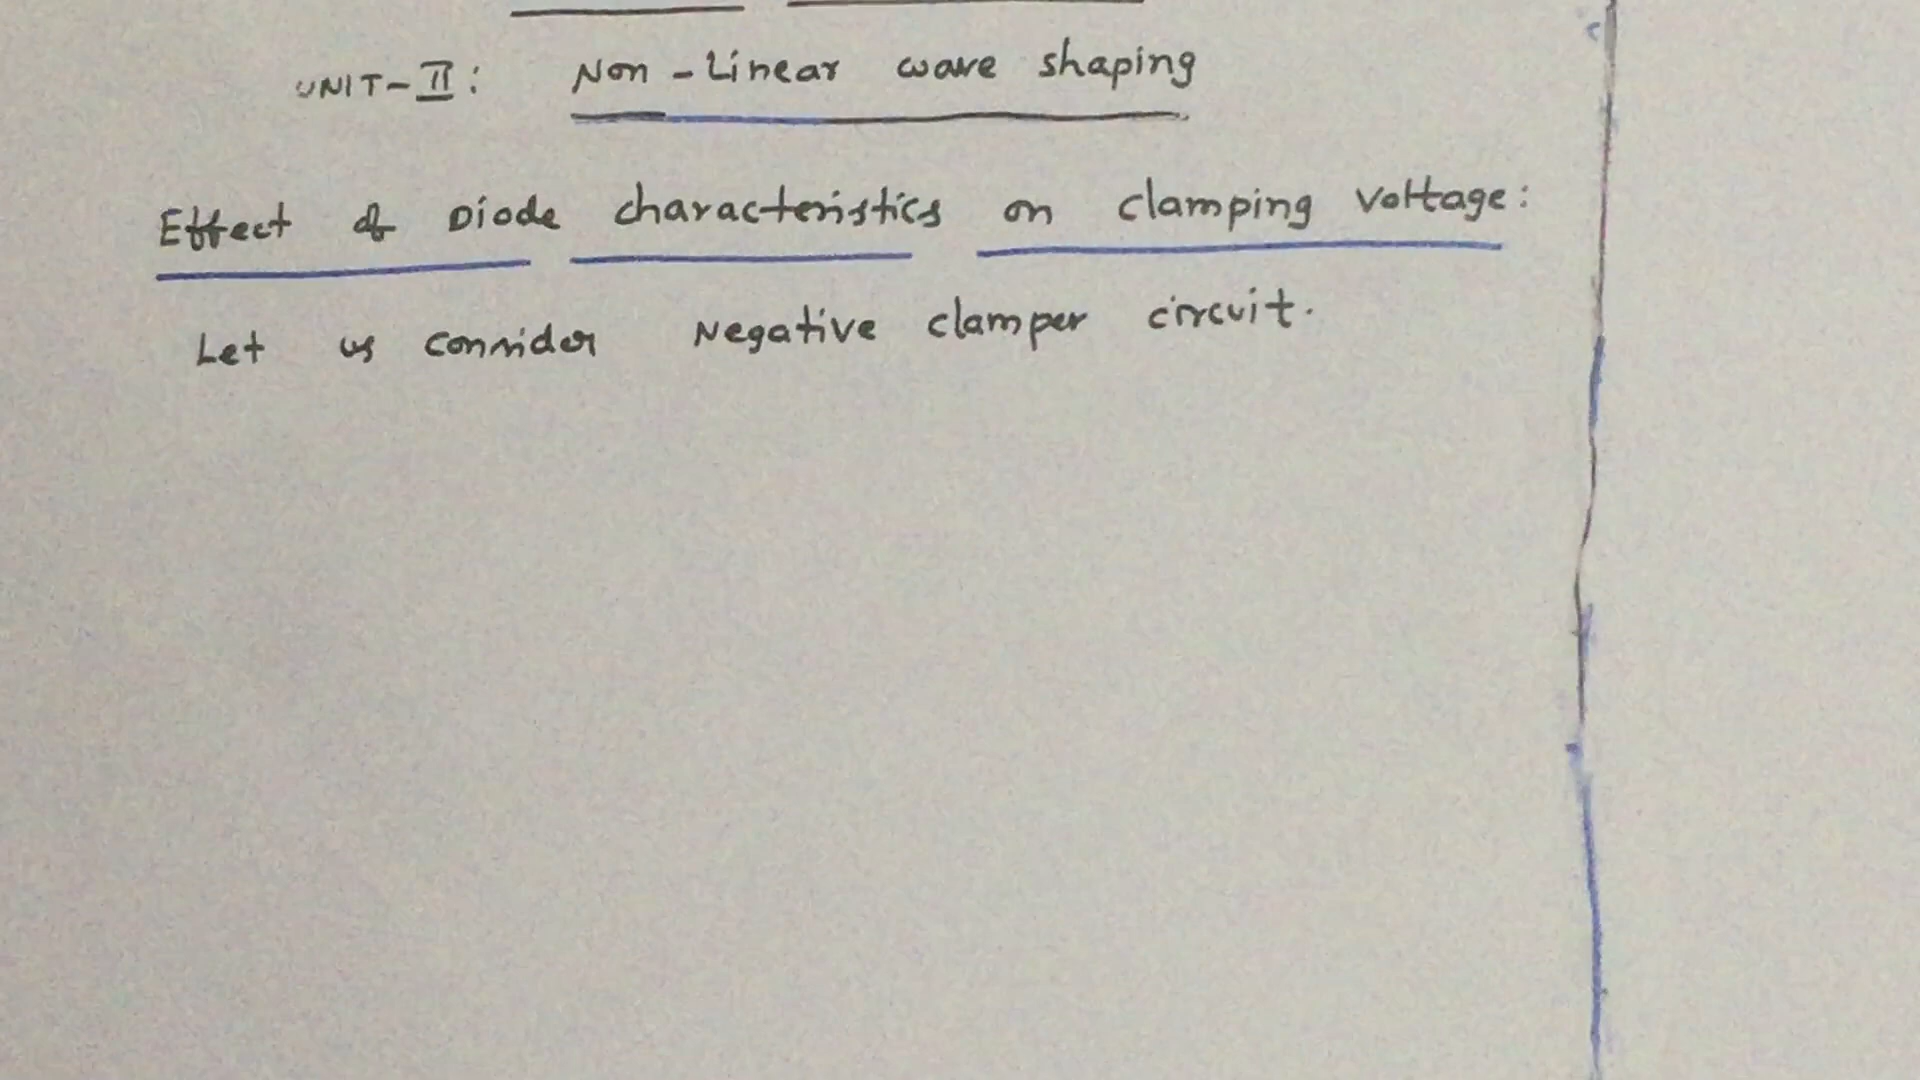 UNIT-II: Non-Linear wave shaping
Effect of Diode characteristics on clamping voltage:
Let us consider Negative clamper circuit.